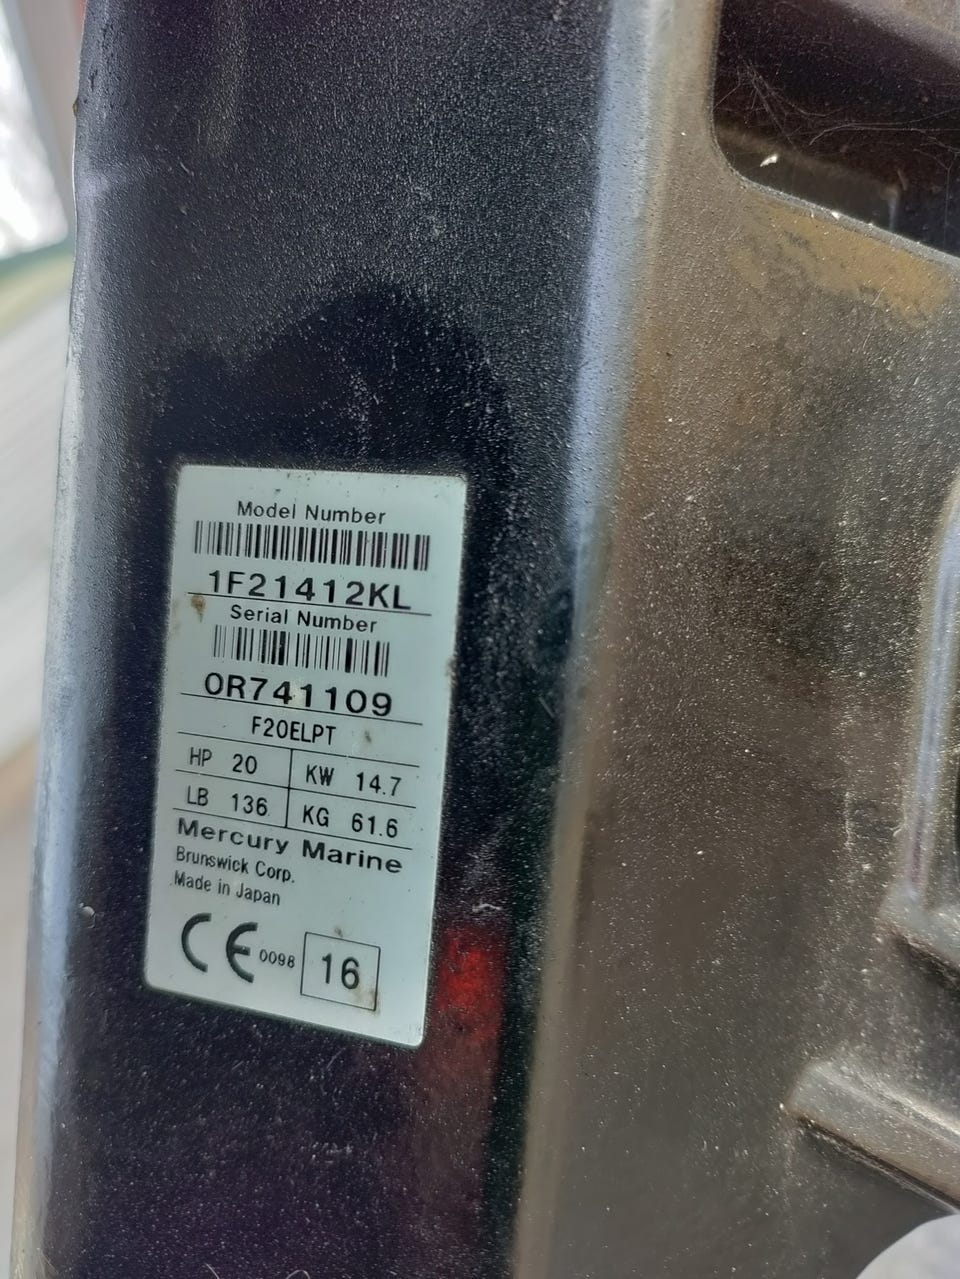 Model Number
1F21412KL
Serial Number
0R741109
F20ELPT
HP 20 KW 14.7
LB 136 KG 61.6
Mercury Marine
Brunswick Corp.
Made in Japan
CE 0098 16